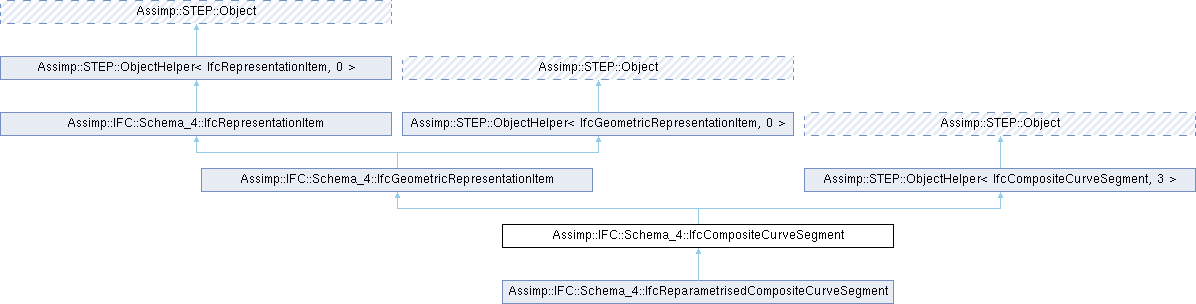 Assimp::STEP::Object
Assimp::STEP::ObjectHelper< IfcRepresentationItem, 0 >
Assimp::STEP::Object
Assimp::IFC::Schema_4::IfcRepresentationItem
Assimp::STEP::ObjectHelper< IfcGeometricRepresentationItem, 0 >
Assimp::STEP::Object
Assimp::IFC::Schema_4::IfcGeometricRepresentationItem
Assimp::STEP::ObjectHelper< IfcCompositeCurveSegment, 3 >
Assimp::IFC::Schema_4::IfcCompositeCurveSegment
Assimp::IFC::Schema_4::IfcReparametrisedCompositeCurveSegment